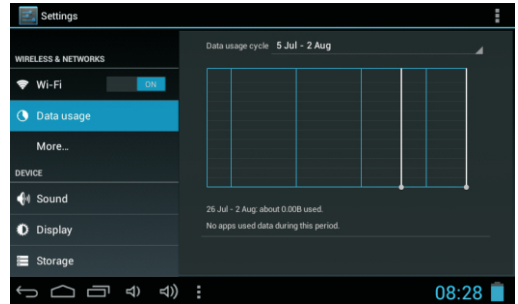 Settings
WIRELESS & NETWORKS
Wi-Fi
ON
Data usage
More...
DEVICE
Sound
Display
Storage
Data usage cycle 5 Jul - 2 Aug
26 Jul - 2 Aug: about 0.00B used.
No apps used data during this period.
08:28